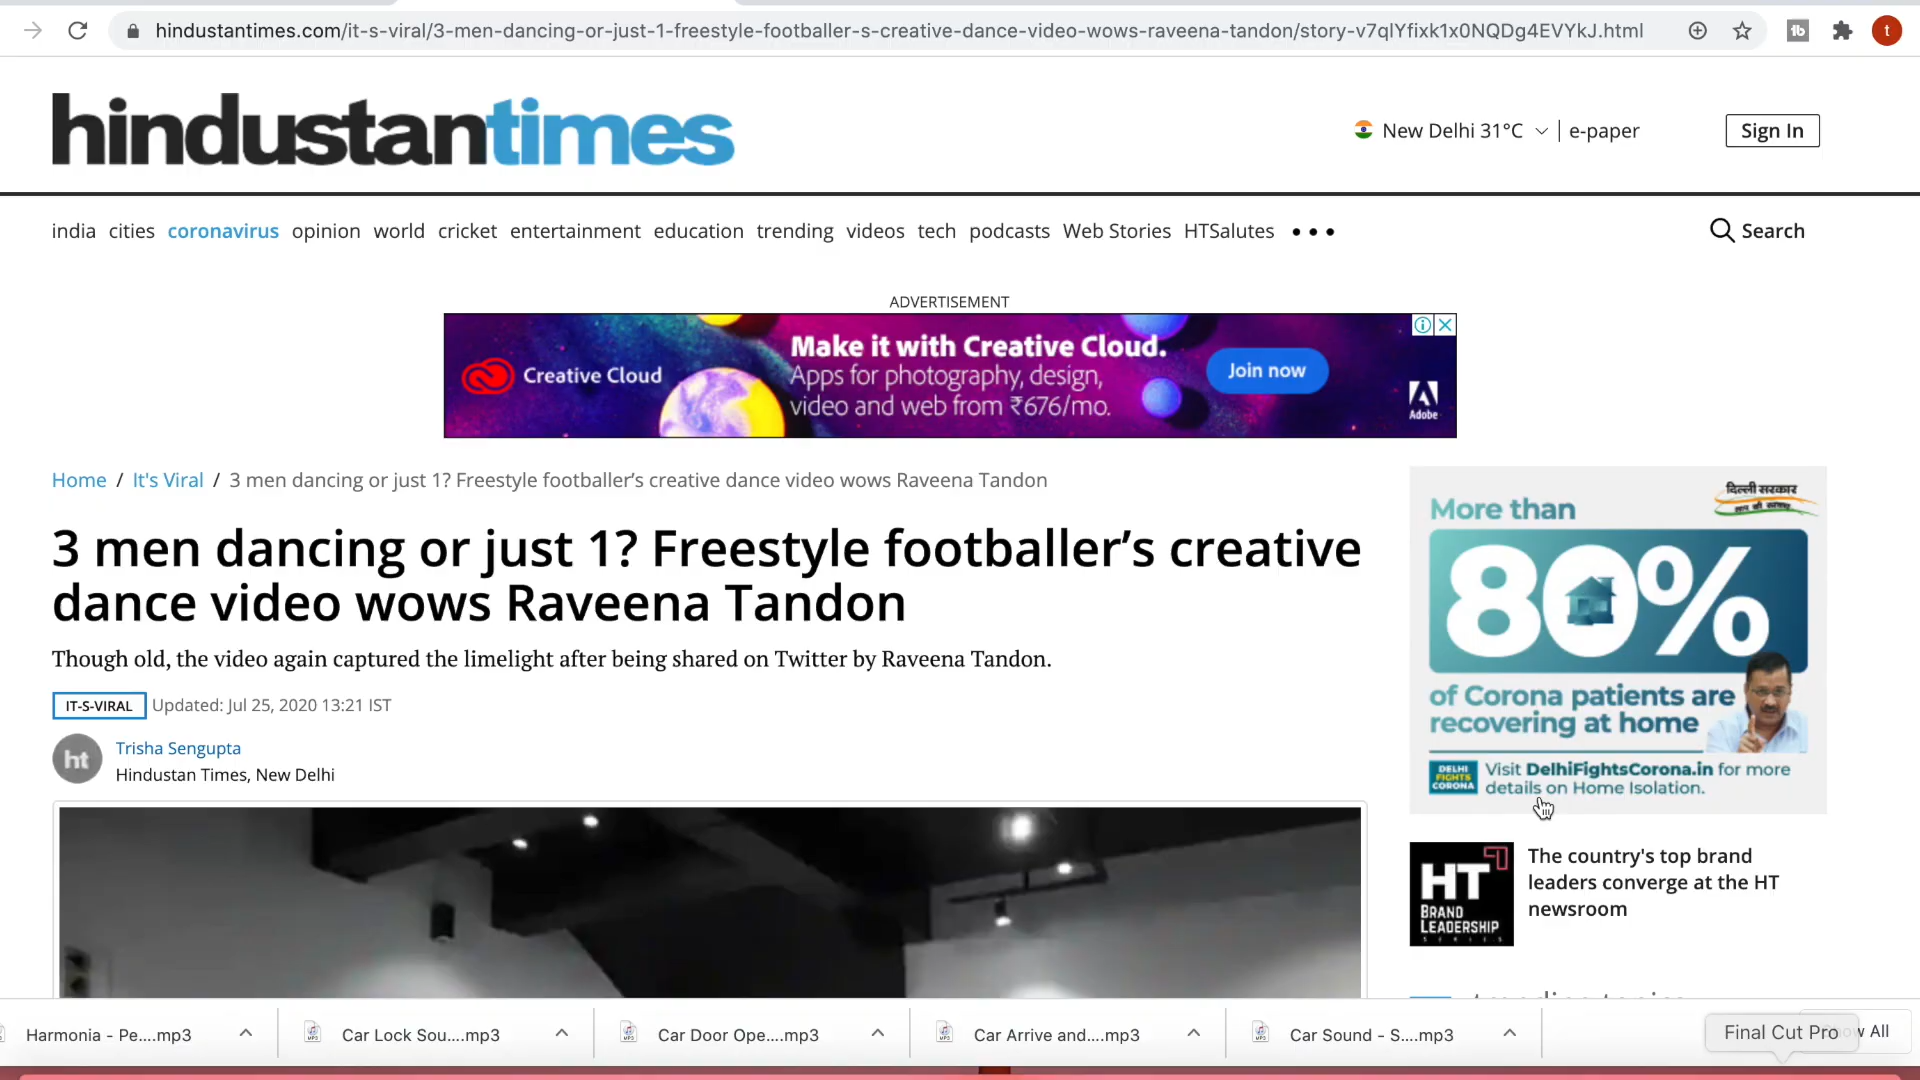 hindustantimes.com/it-s-viral/3-men-dancing-or-just-1-freestyle-footballer-s-creative-dance-video-wows-raveena-tandon/story-v7qlYfixk1x0NQDg4EVYkJ.html
t
hindustantimes
New Delhi 31°C
e-paper
Sign In
india cities coronavirus opinion world cricket entertainment education trending videos tech podcasts Web Stories HTSalutes
Search
ADVERTISEMENT
Creative Cloud
Make it with Creative Cloud.
Apps for photography, design,
video and web from ₹676/mo.
Join now
Adobe
Home / It's Viral / 3 men dancing or just 1? Freestyle footballer’s creative dance video wows Raveena Tandon
3 men dancing or just 1? Freestyle footballer’s creative
dance video wows Raveena Tandon
Though old, the video again captured the limelight after being shared on Twitter by Raveena Tandon.
IT-S-VIRAL Updated: Jul 25, 2020 13:21 IST
ht
Trisha Sengupta
Hindustan Times, New Delhi
दिल्ली सरकार
आप की सरकार
More than
80%
of Corona patients are
recovering at home
DELHI
FIGHTS
CORONA
Visit DelhiFightsCorona.in for more
details on Home Isolation.
HT
BRAND
LEADERSHIP
SERIES
The country's top brand
leaders converge at the HT
newsroom
Harmonia - Pe....mp3
Car Lock Sou....mp3
Car Door Ope....mp3
Car Arrive and....mp3
Car Sound - S....mp3
Final Cut Pro
All